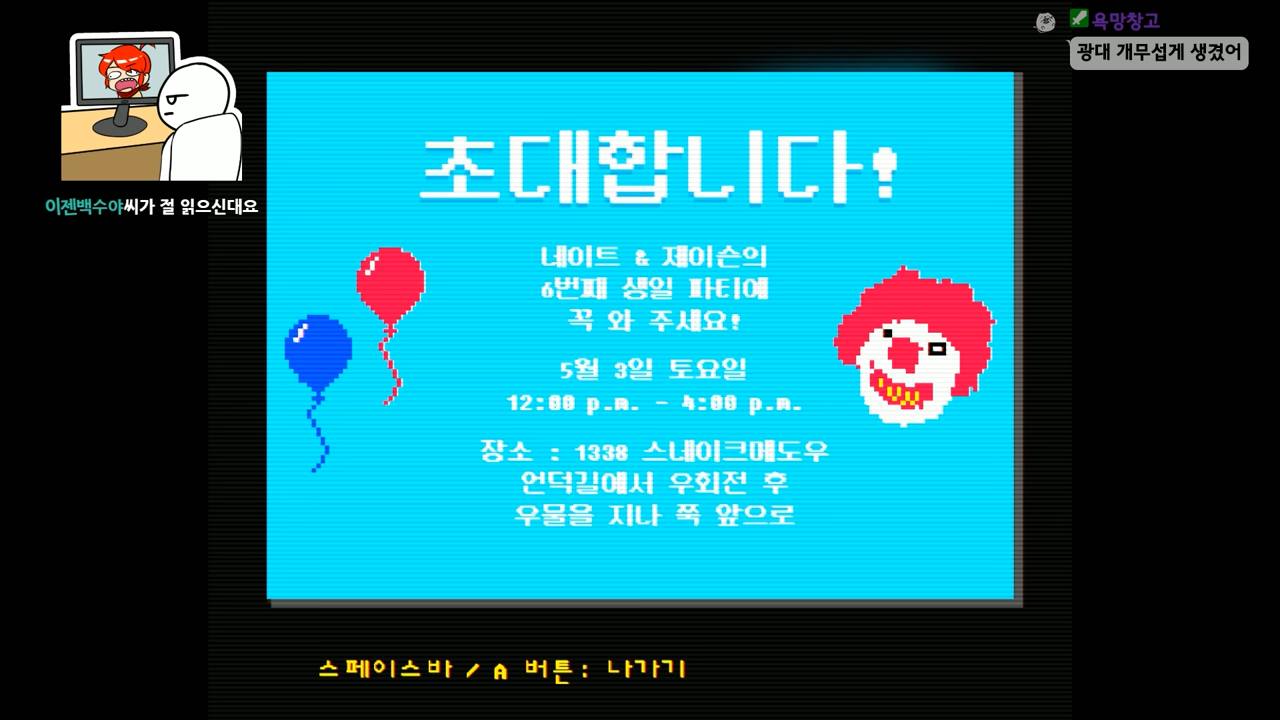 욕망창고
광대 개무섭게 생겼어
이젠백수야씨가 절 읽으신대요
초대합니다!
네이트 & 제이슨의
6번째 생일 파티에
꼭 와 주세요!
5월 3일 토요일
12:00 p.m. - 4:00 p.m.
장소 : 1338 스네이크메도우
언덕길에서 우회전 후
우물을 지나 쭉 앞으로
스페이스바 / A 버튼: 나가기